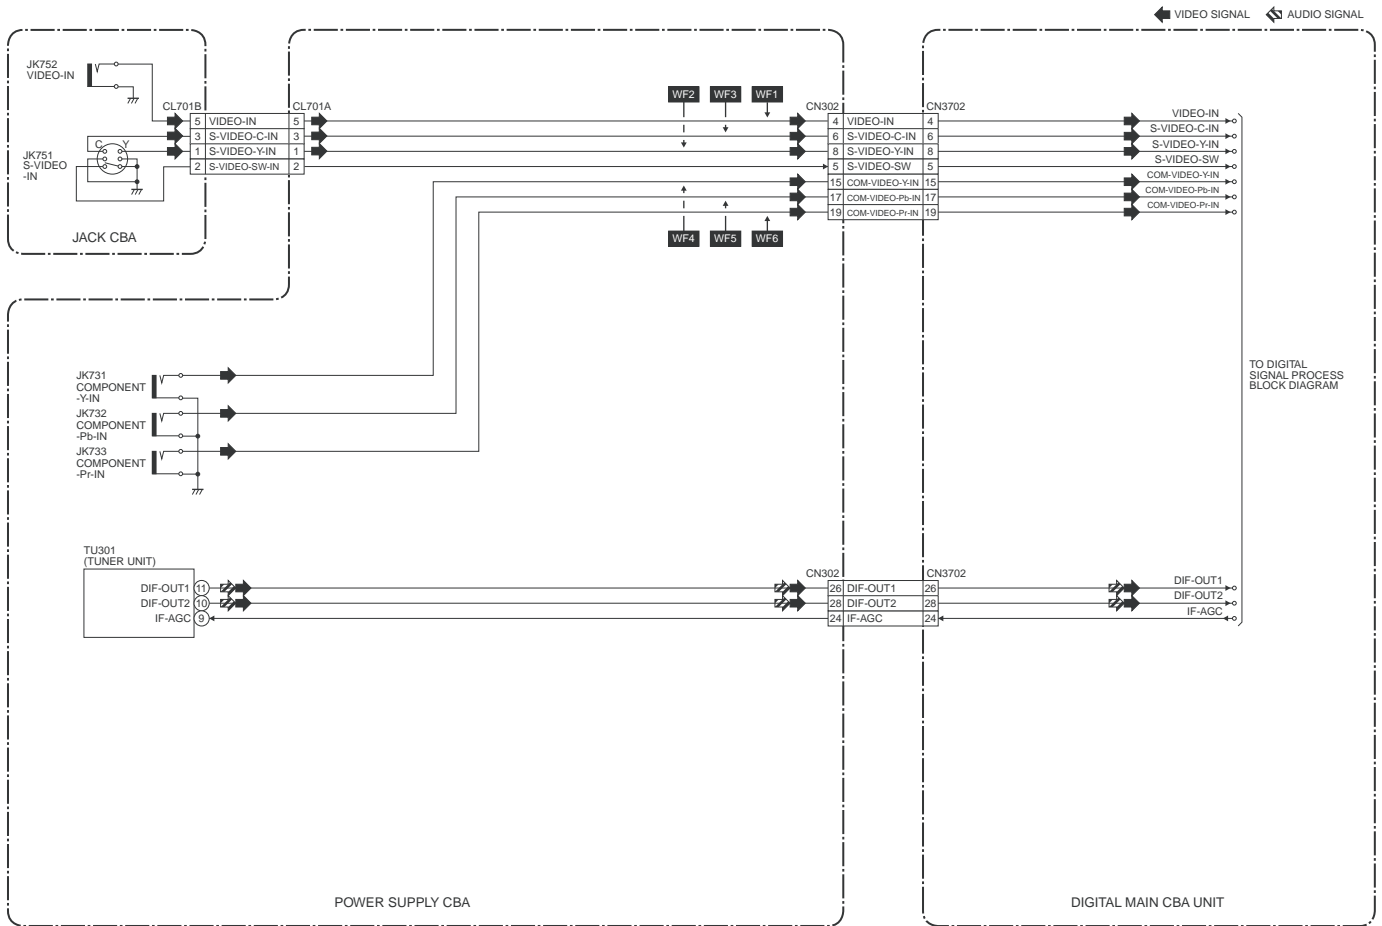 VIDEO SIGNAL AUDIO SIGNAL
JK752
VIDEO-IN
CL701B CL701A
5 VIDEO-IN 5
3 S-VIDEO-C-IN 3
1 S-VIDEO-Y-IN 1
2 S-VIDEO-SW-IN 2
C Y
JK751
S-VIDEO
-IN
JACK CBA
WF2 WF3 WF1
CN302 CN3702
4 VIDEO-IN 4
6 S-VIDEO-C-IN 6
8 S-VIDEO-Y-IN 8
5 S-VIDEO-SW 5
15 COM-VIDEO-Y-IN 15
17 COM-VIDEO-Pb-IN 17
19 COM-VIDEO-Pr-IN 19
WF4 WF5 WF6
VIDEO-IN
S-VIDEO-C-IN
S-VIDEO-Y-IN
S-VIDEO-SW
COM-VIDEO-Y-IN
COM-VIDEO-Pb-IN
COM-VIDEO-Pr-IN
TO DIGITAL
SIGNAL PROCESS
BLOCK DIAGRAM
JK731
COMPONENT
-Y-IN
JK732
COMPONENT
-Pb-IN
JK733
COMPONENT
-Pr-IN
TU301
(TUNER UNIT)
DIF-OUT1 11
DIF-OUT2 10
IF-AGC 9
CN302 CN3702
26 DIF-OUT1 26
28 DIF-OUT2 28
24 IF-AGC 24
DIF-OUT1
DIF-OUT2
IF-AGC
POWER SUPPLY CBA
DIGITAL MAIN CBA UNIT